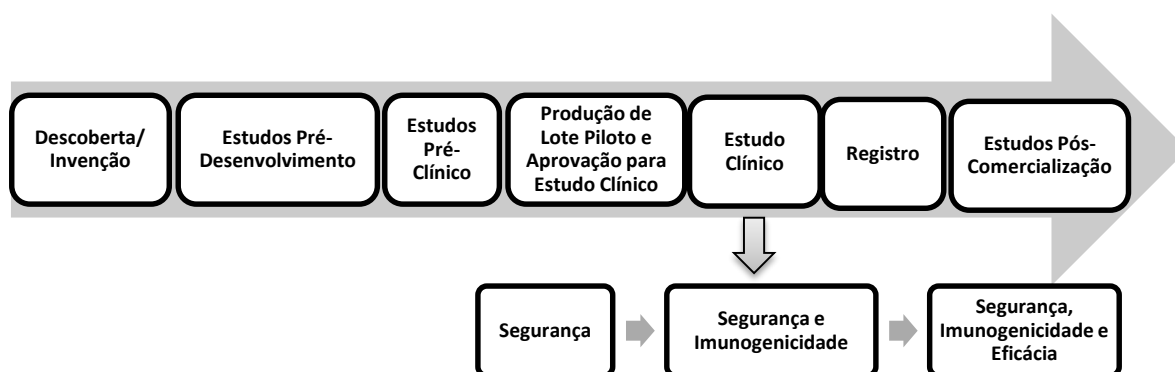 Descoberta/
Invenção
Estudos Pré-
Desenvolvimento
Estudos
Pré-
Clínico
Produção de
Lote Piloto e
Aprovação para
Estudo Clínico
Estudo
Clínico
Registro
Estudos Pós-
Comercialização
Segurança
Segurança e
Imunogenicidade
Segurança,
Imunogenicidade e
Eficácia